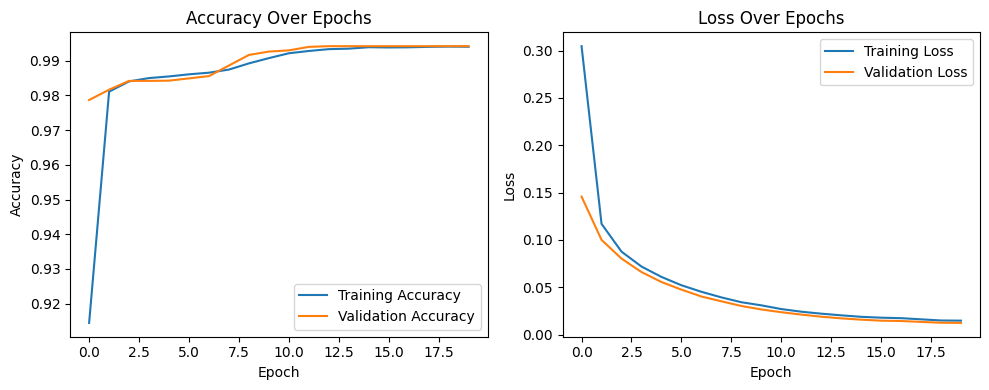 Accuracy Over Epochs
Accuracy
0.99
0.98
0.97
0.96
0.95
0.94
0.93
0.92
0.0 2.5 5.0 7.5 10.0 12.5 15.0 17.5
Epoch
Training Accuracy
Validation Accuracy
Loss Over Epochs
Loss
0.30
0.25
0.20
0.15
0.10
0.05
0.00
0.0 2.5 5.0 7.5 10.0 12.5 15.0 17.5
Epoch
Training Loss
Validation Loss